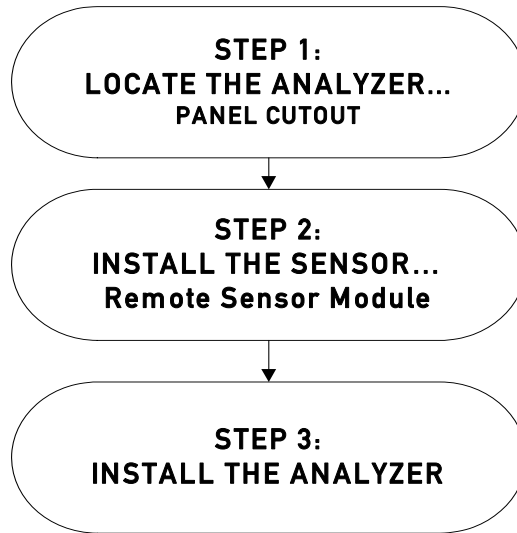 STEP 1:
LOCATE THE ANALYZER...
PANEL CUTOUT
STEP 2:
INSTALL THE SENSOR...
Remote Sensor Module
STEP 3:
INSTALL THE ANALYZER